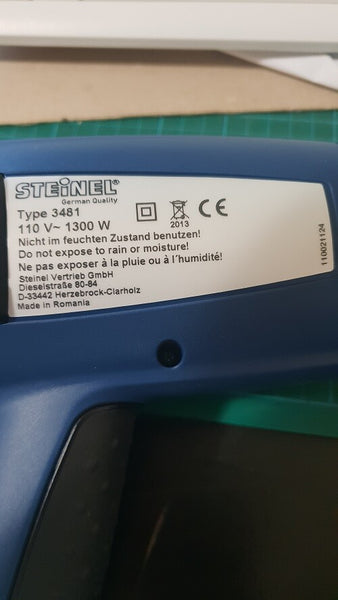 STEINEL®
German Quality
Type 3481
110 V~ 1300 W
2013
CE
Nicht im feuchten Zustand benutzen!
Do not expose to rain or moisture!
Ne pas exposer à la pluie ou à l´humidité!
Steinel Vertrieb GmbH
Dieselstraße 80-84
D-33442 Herzebrock-Clarholz
Made in Romania
110021124